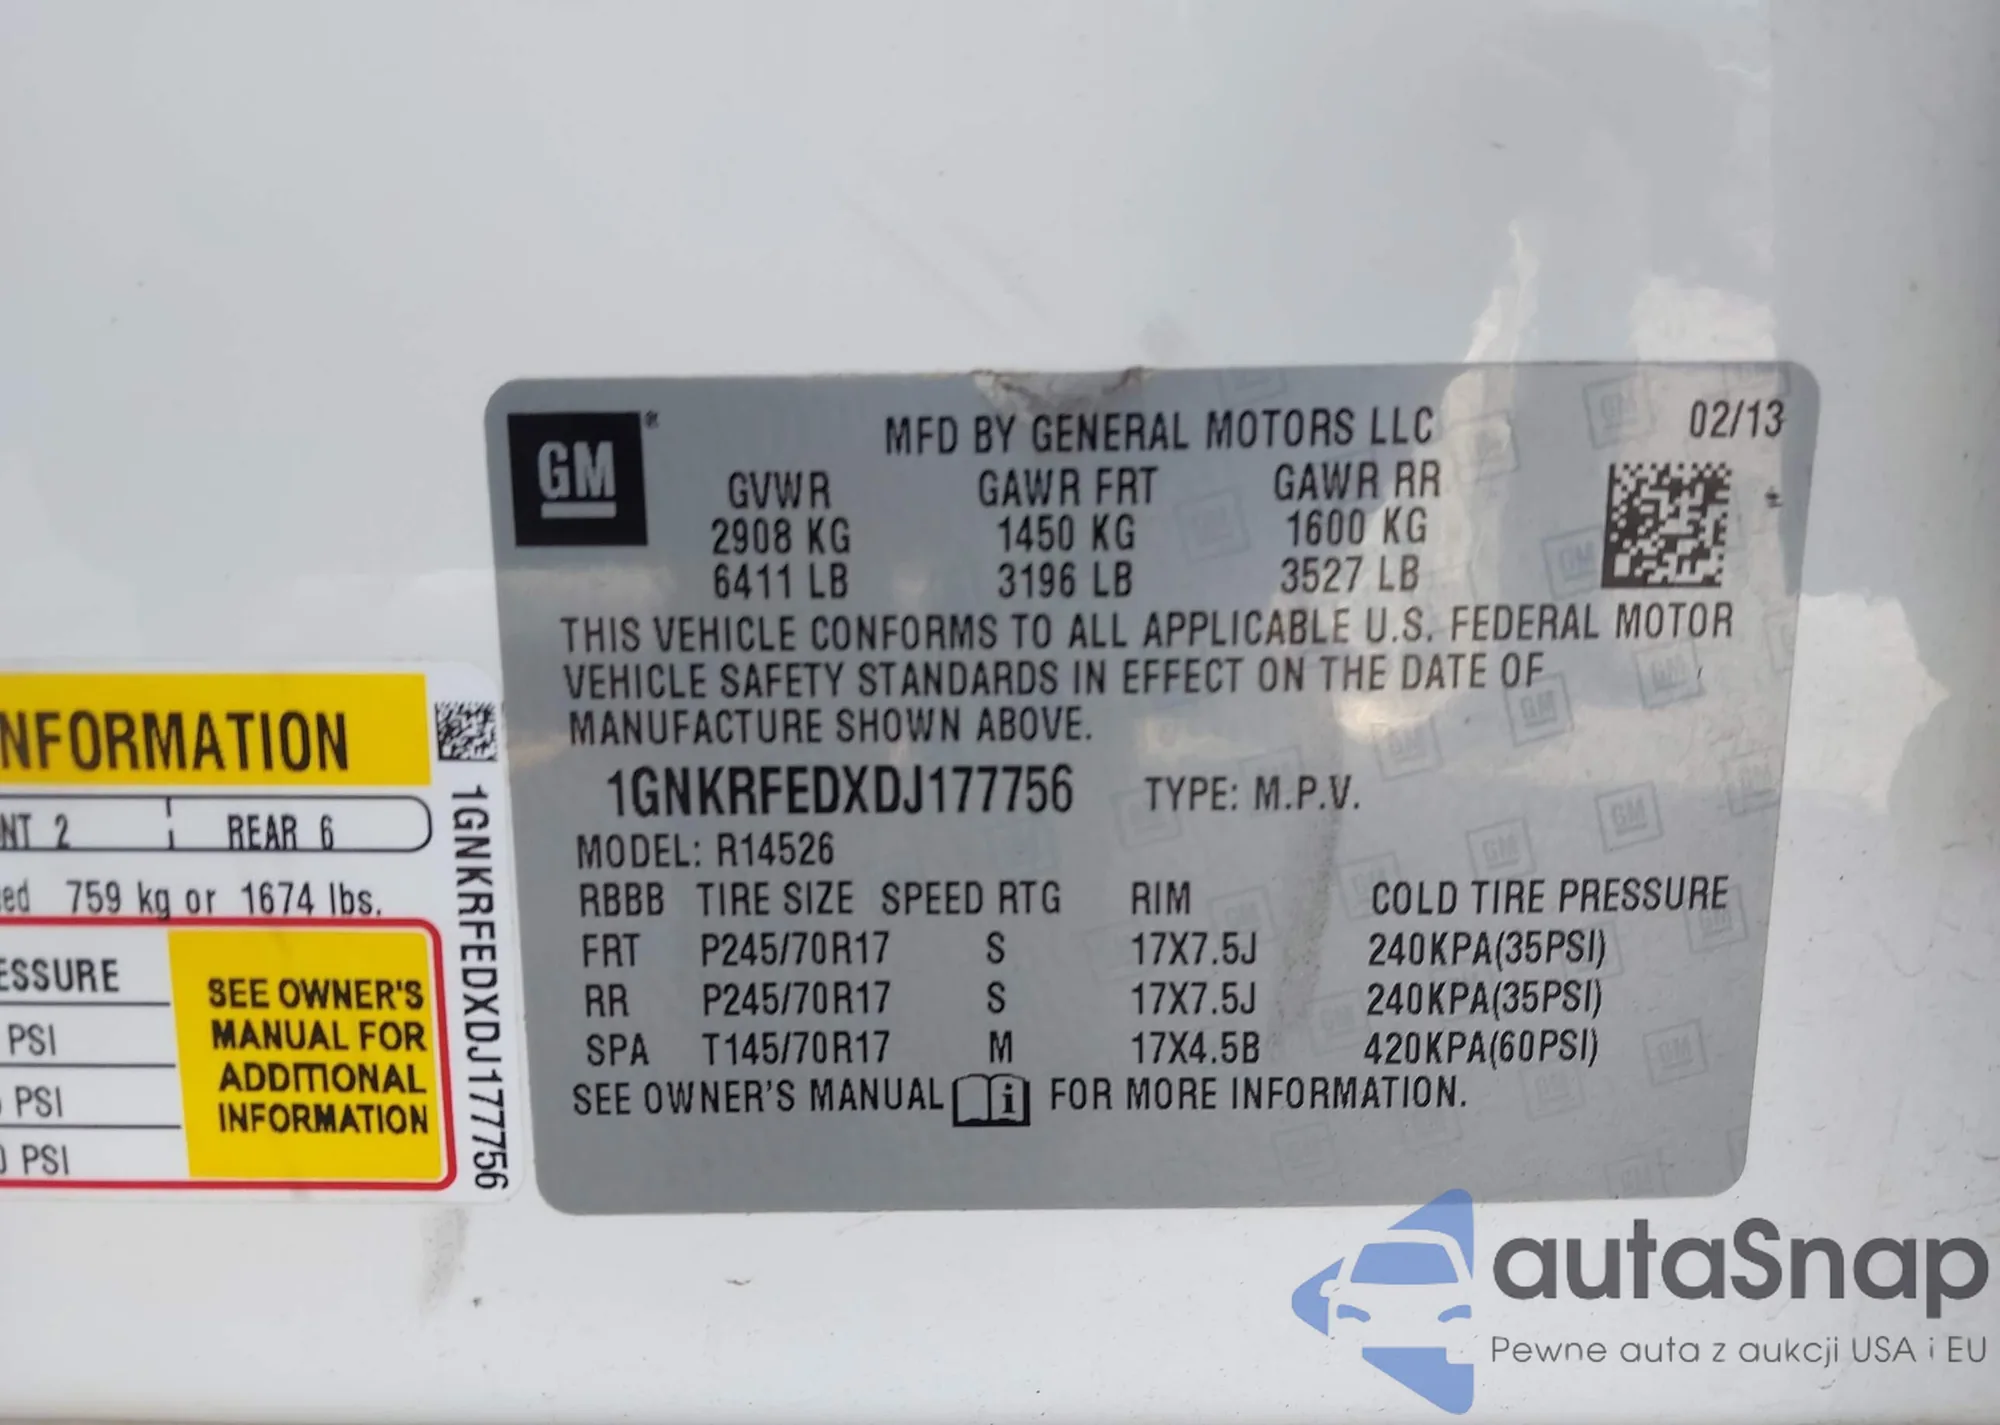 GM®
MFD BY GENERAL MOTORS LLC 02/13
GVWR GAWR FRT GAWR RR
2908 KG 1450 KG 1600 KG
6411 LB 3196 LB 3527 LB
THIS VEHICLE CONFORMS TO ALL APPLICABLE U.S. FEDERAL MOTOR
VEHICLE SAFETY STANDARDS IN EFFECT ON THE DATE OF
MANUFACTURE SHOWN ABOVE.
1GNKRFEDXDJ177756 TYPE: M.P.V.
MODEL: R14526
RBBB TIRE SIZE SPEED RTG RIM COLD TIRE PRESSURE
FRT P245/70R17 S 17X7.5J 240KPA(35PSI)
RR P245/70R17 S 17X7.5J 240KPA(35PSI)
SPA T145/70R17 M 17X4.5B 420KPA(60PSI)
SEE OWNER'S MANUAL i FOR MORE INFORMATION.
NFORMATION
NT 2 REAR 6
ed 759 kg or 1674 lbs.
ESSURE
PSI
PSI
PSI
SEE OWNER'S
MANUAL FOR
ADDITIONAL
INFORMATION
1GNKRFEDXDJ177756
autaSnap
Pewne auta z aukcji USA i EU